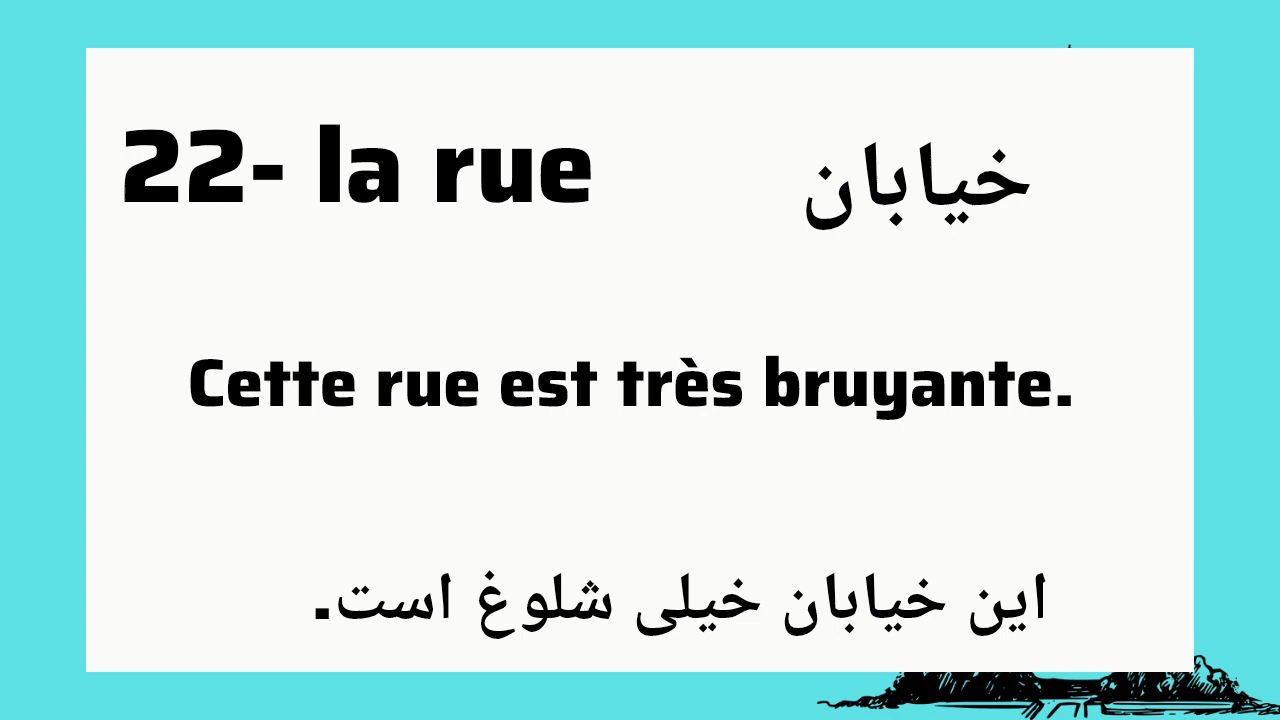 22- la rue خیابان
Cette rue est très bruyante.
این خیابان خیلی شلوغ است.